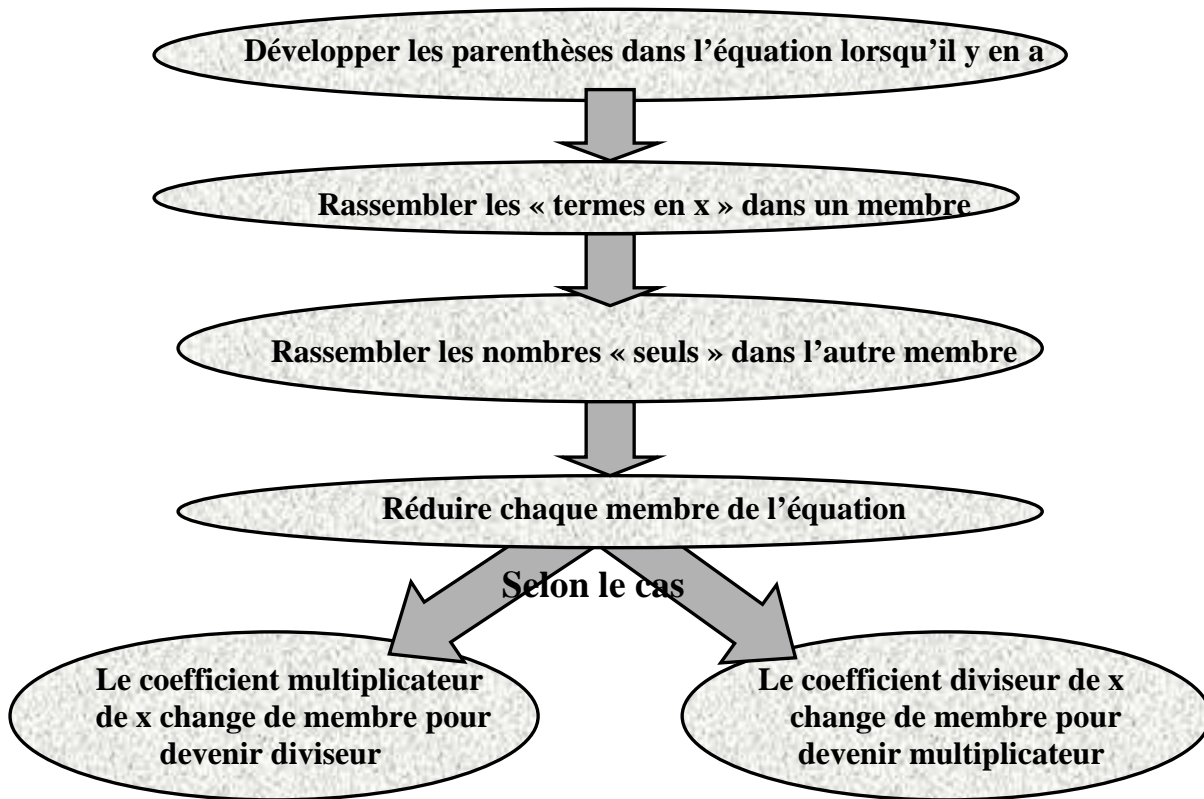 Développer les parenthèses dans l’équation lorsqu’il y en a
Rassembler les « termes en x » dans un membre
Rassembler les nombres « seuls » dans l’autre membre
Réduire chaque membre de l’équation
Selon le cas
Le coefficient multiplicateur
de x change de membre pour
devenir diviseur
Le coefficient diviseur de x
change de membre pour
devenir multiplicateur